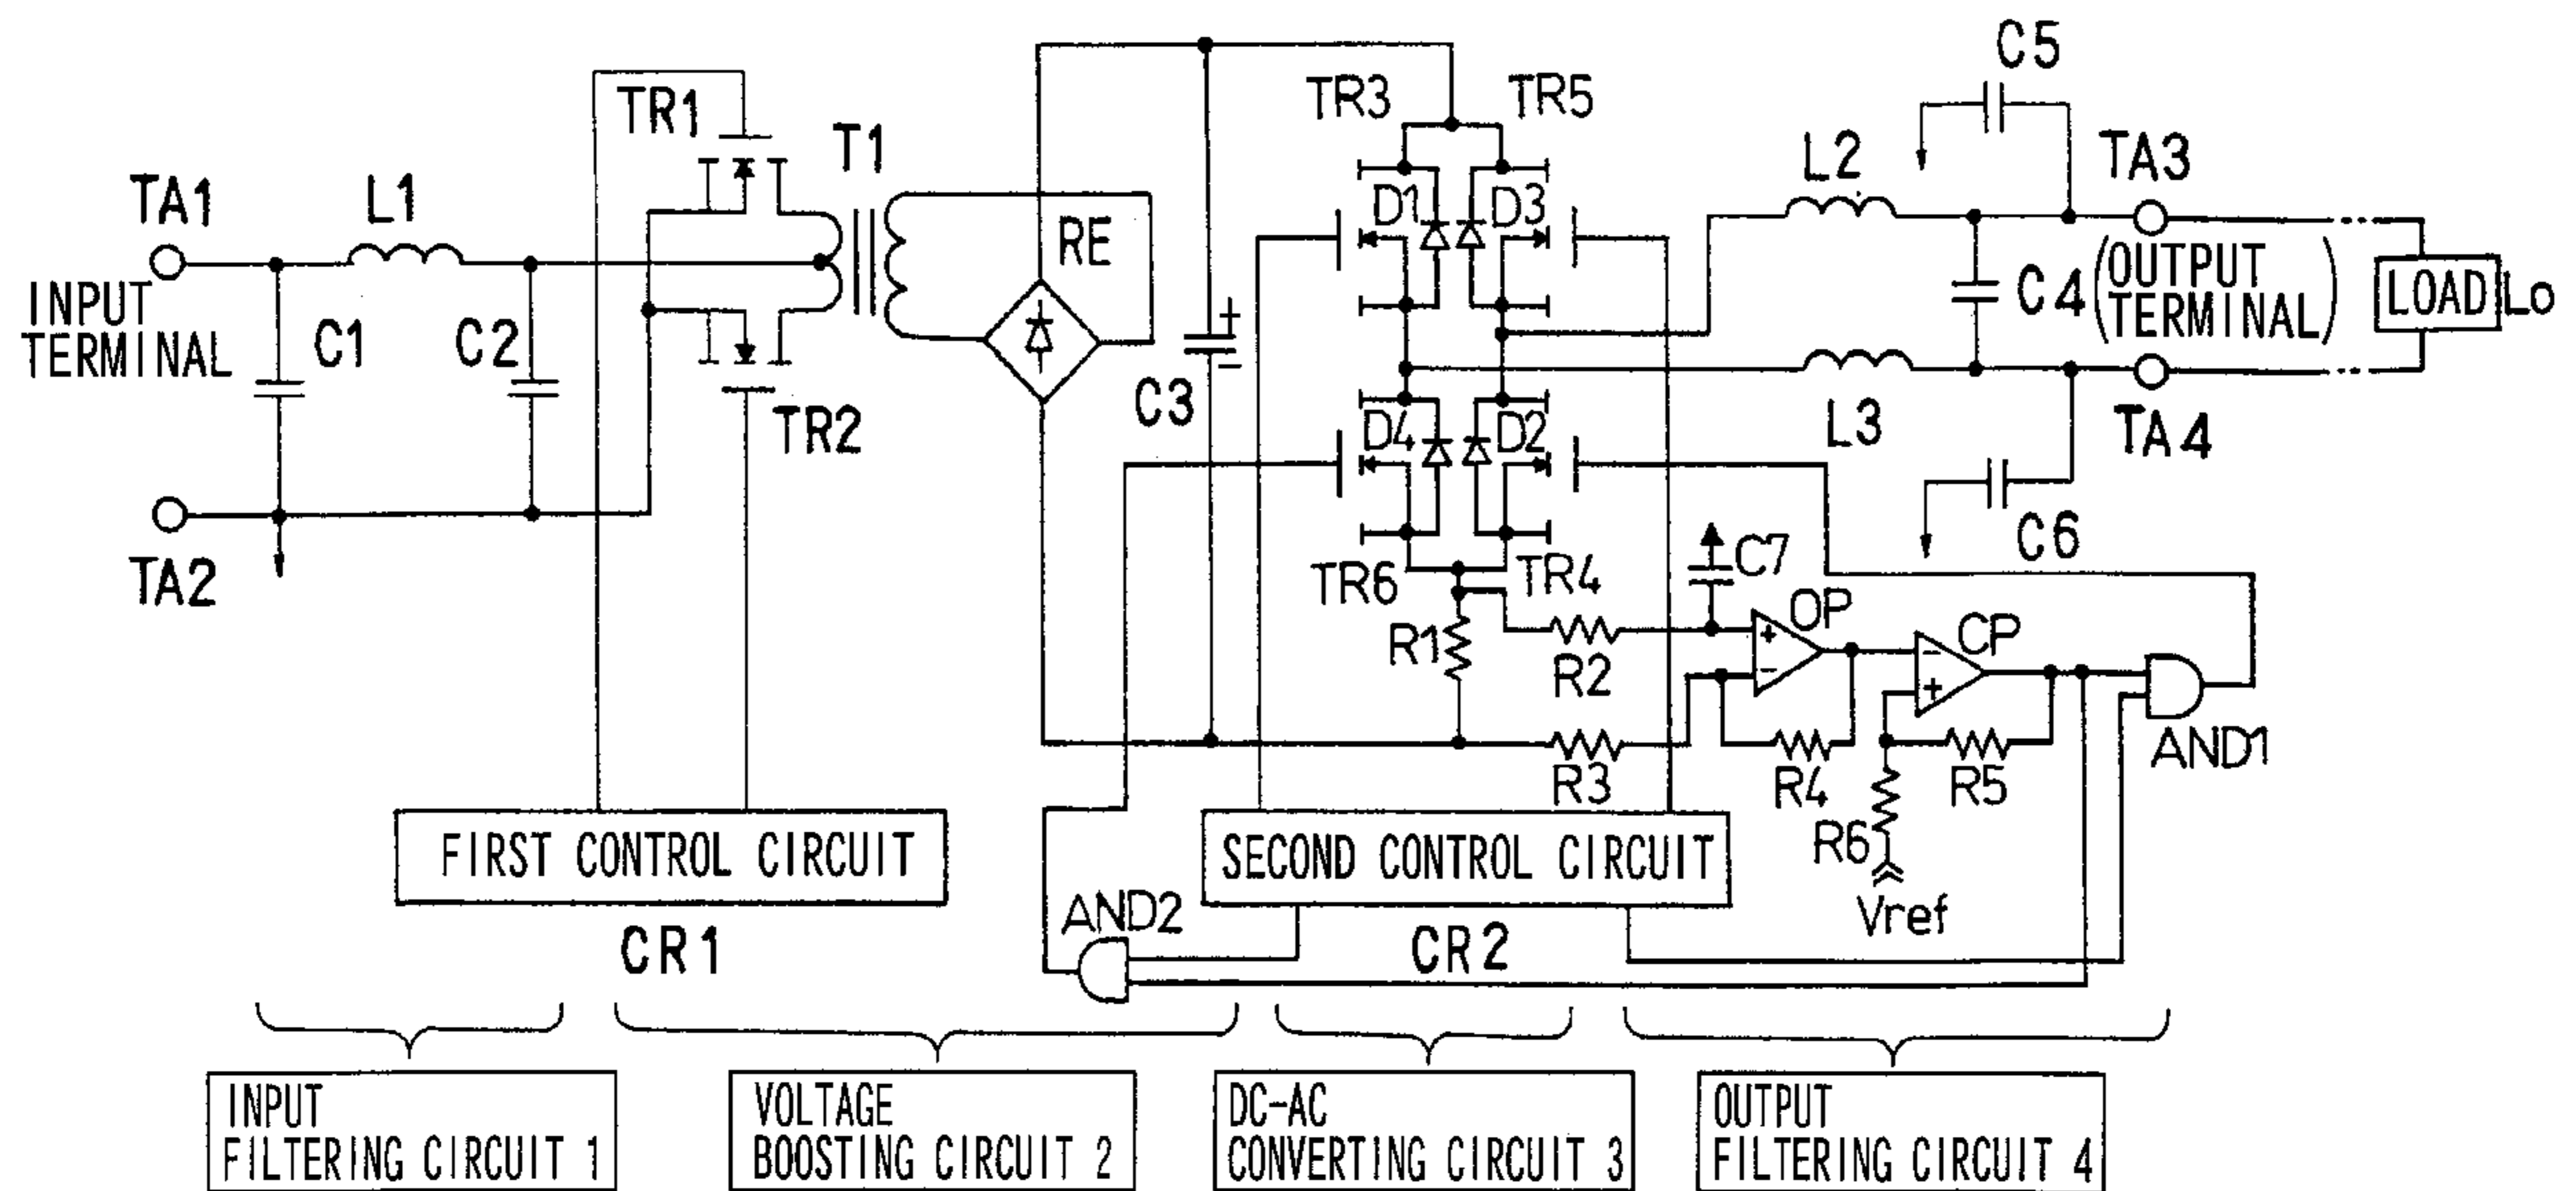 C5
TR3
TR5
TR1
T1
L2
TA3
TA1
L1
D1
D3
RE
(OUTPUT
TERMINAL)
C4
LOAD
Lo
INPUT
TERMINAL
C1
C2
C3
+
-
TR2
D4
D2
L3
TA4
TA2
C6
TR6
TR4
C7
R1
R2
OP
+
-
CP
-
+
AND1
R3
R4
R5
R6
Vref
FIRST CONTROL CIRCUIT
SECOND CONTROL CIRCUIT
AND2
CR1
CR2
INPUT
FILTERING CIRCUIT 1
VOLTAGE
BOOSTING CIRCUIT 2
DC-AC
CONVERTING CIRCUIT 3
OUTPUT
FILTERING CIRCUIT 4